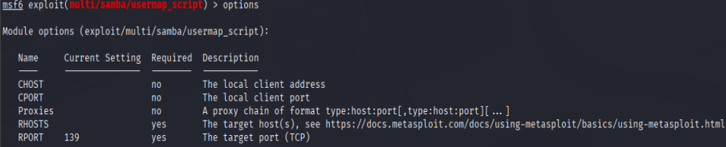 msf6 exploit(multi/samba/usermap_script) > options
Module options (exploit/multi/samba/usermap_script):
Name Current Setting Required Description
CHOST no The local client address
CPORT no The local client port
Proxies no A proxy chain of format type:host:port[,type:host:port][...]
RHOSTS yes The target host(s), see https://docs.metasploit.com/docs/using-metasploit/basics/using-metasploit.html
RPORT 139 yes The target port (TCP)